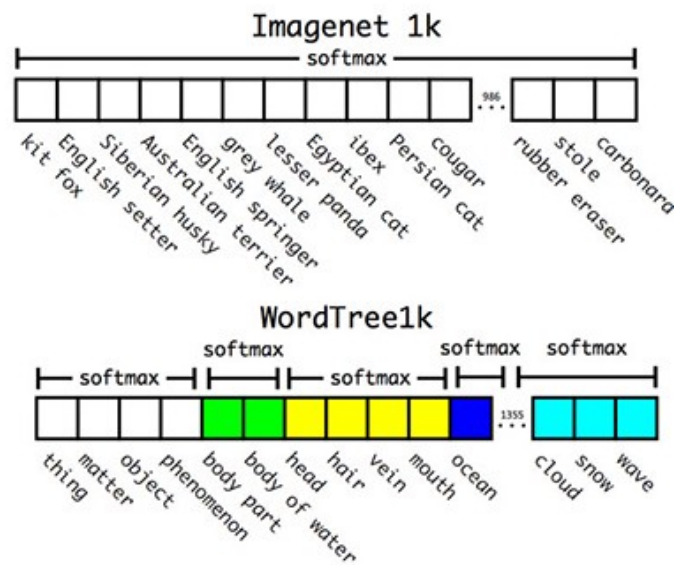 Imagenet 1k
softmax
986
...
kit fox
English setter
Siberian husky
Australian terrier
English springer
grey whale
lesser panda
Egyptian cat
ibex
Persian cat
cougar
rubber eraser
stole
carbonara
WordTree1k
softmax softmax
softmax softmax softmax
1355
...
thing
matter
object
phenomenon
body part
body of water
head
hair
vein
mouth
ocean
cloud
snow
wave